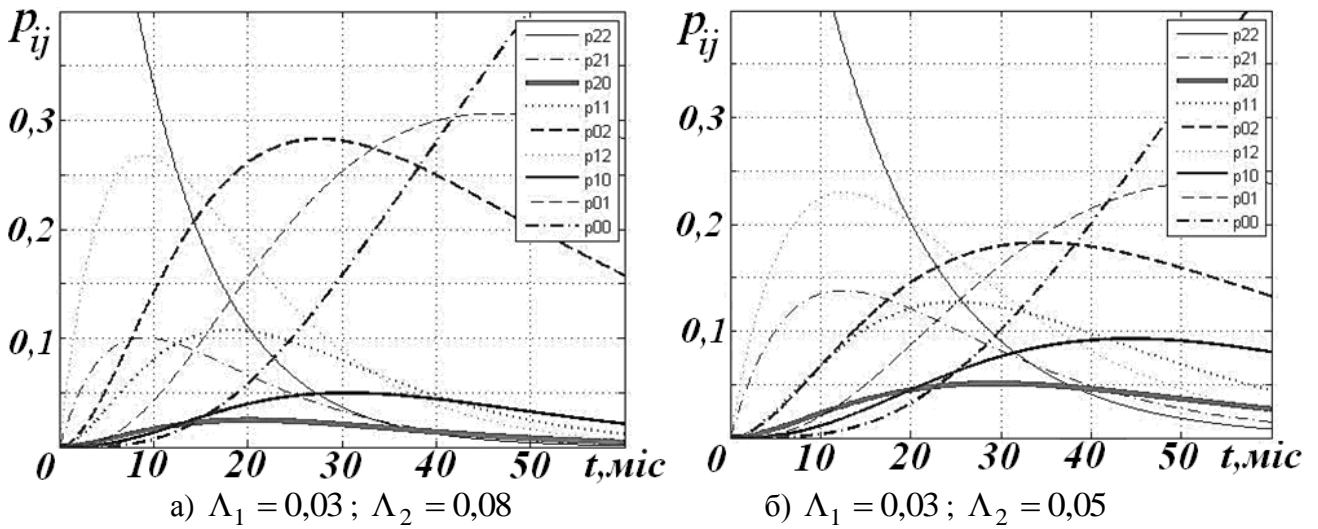 p_ij
0,3
0,2
0,1
0
10 20 30 40 50 t,міс
p22
p21
p20
p11
p02
p12
p10
p01
p00
а) Λ₁ = 0,03 ; Λ₂ = 0,08
p_ij
0,3
0,2
0,1
0
10 20 30 40 50 t,міс
p22
p21
p20
p11
p02
p12
p10
p01
p00
б) Λ₁ = 0,03 ; Λ₂ = 0,05